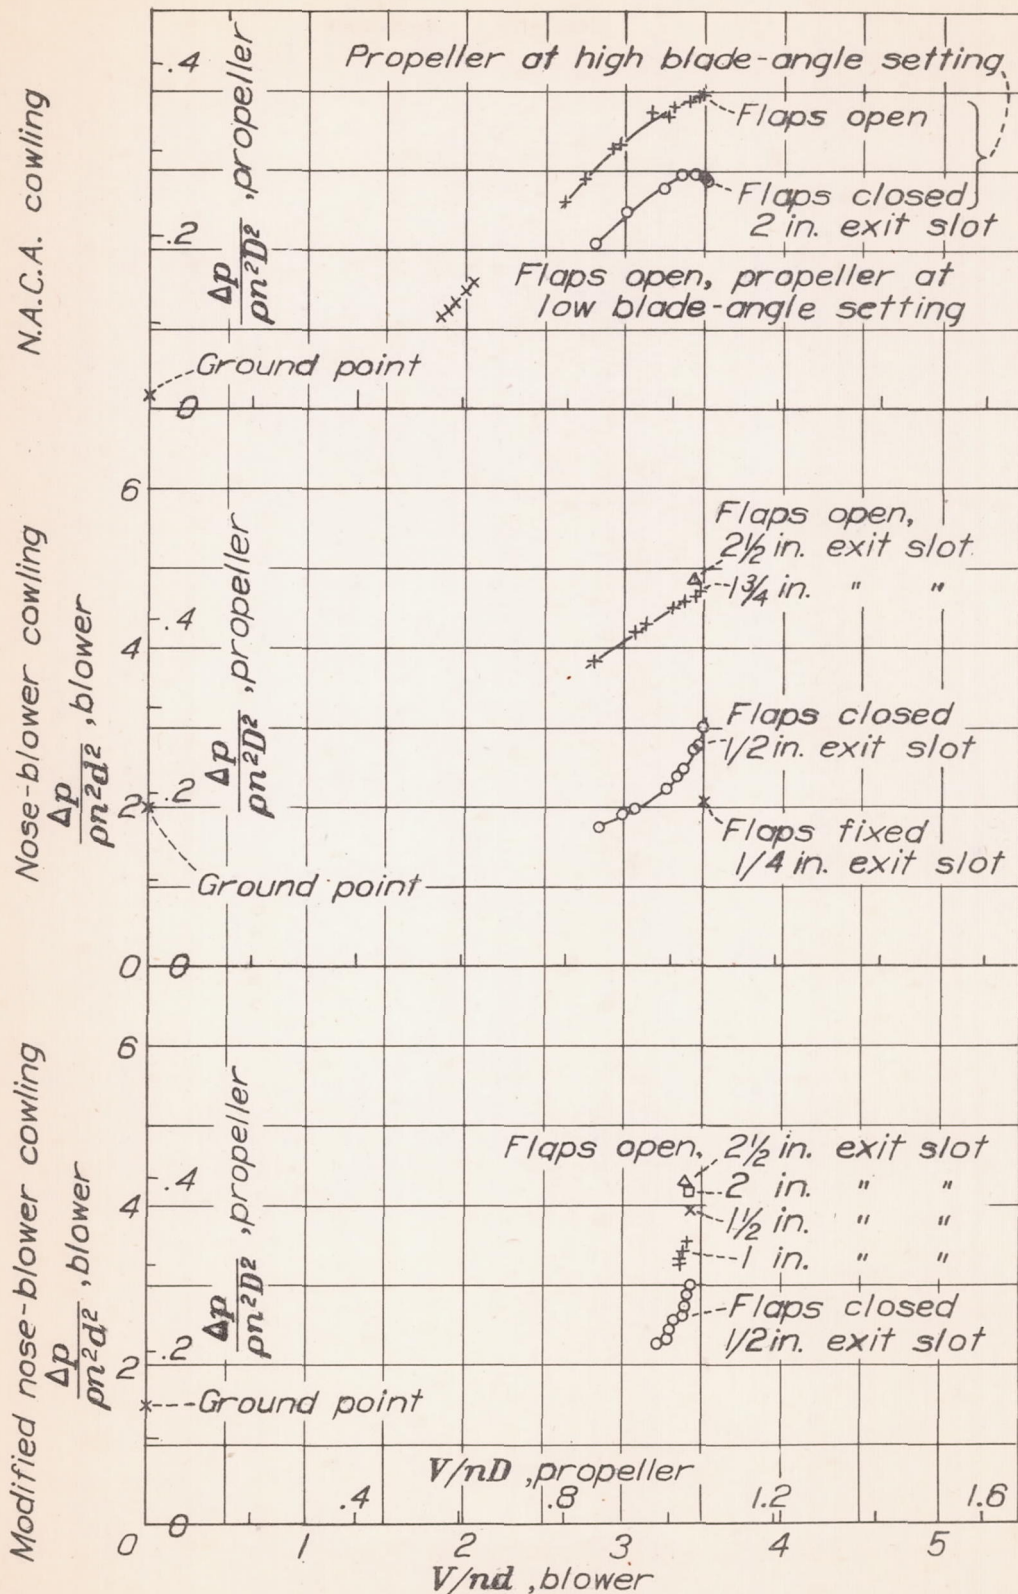 N.A.C.A. cowling
Δp
ρn²D² ,propeller
.4
.2
0
Propeller at high blade-angle setting
Flaps open
Flaps closed
2 in. exit slot
Flaps open, propeller at
low blade-angle setting
Ground point
Nose-blower cowling
Δp
ρn²d² ,blower
6
4
2
0
Δp
ρn²D² ,propeller
.4
.2
0
Flaps open,
2½ in. exit slot
1¾ in. " "
Flaps closed
1/2 in. exit slot
Flaps fixed
1/4 in. exit slot
Ground point
Modified nose-blower cowling
Δp
ρn²d² ,blower
6
4
2
0
Δp
ρn²D² ,propeller
.4
.2
0
Flaps open, 2½ in. exit slot
2 in. " "
1½ in. " "
1 in. " "
Flaps closed
1/2 in. exit slot
Ground point
V/nD ,propeller
.4 .8 1.2 1.6
1 2 3 4 5
V/nd ,blower